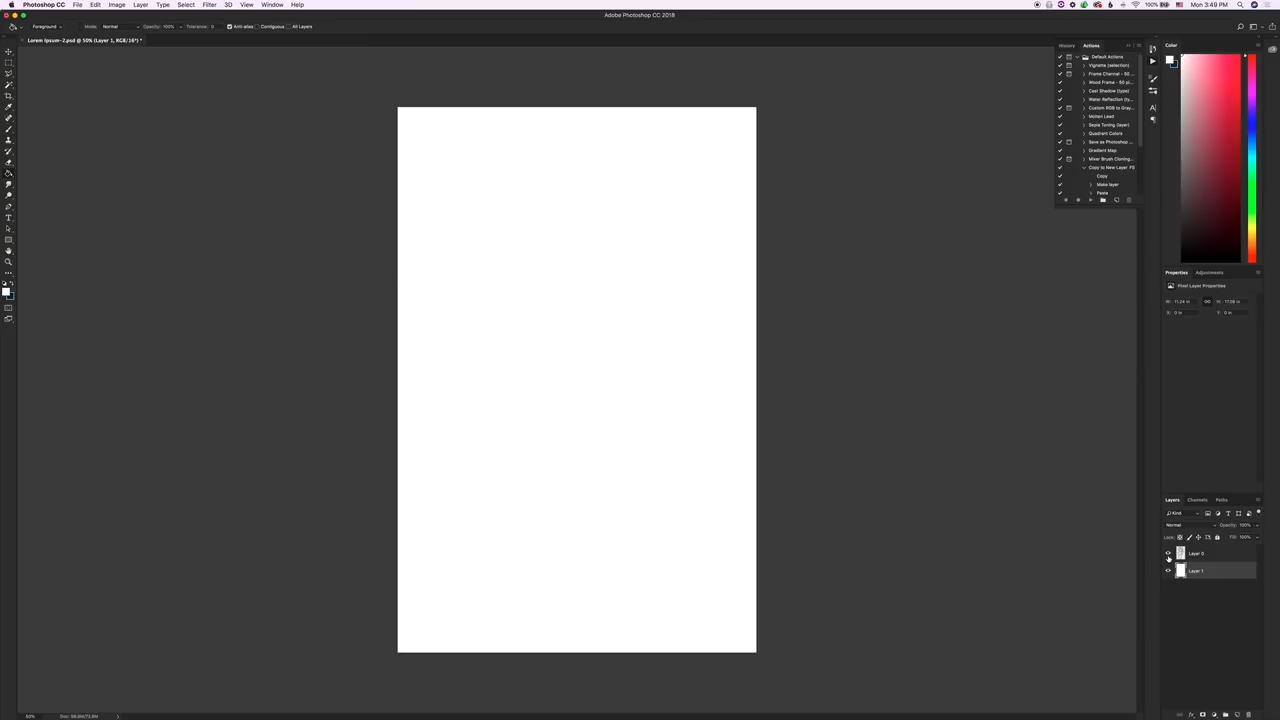 Photoshop CC File Edit Image Layer Type Select Filter 3D View Window Help
100% Mon 3:49 PM
Adobe Photoshop CC 2018
Foreground Mode: Normal Opacity: 100% Tolerance: 0 Anti-alias Contiguous All Layers
Lorem Ipsum-2.psd @ 50% (Layer 1, RGB/16*) *
History Actions
Default Actions
Vignette (selection)
Frame Channel - 50 ...
Wood Frame - 50 pi...
Cast Shadow (type)
Water Reflection (ty...
Custom RGB to Gray...
Molten Lead
Sepia Toning (layer)
Quadrant Colors
Save as Photoshop ...
Gradient Map
Mixer Brush Cloning...
Copy to New Layer F5
Copy
Make layer
Paste
Color
Properties Adjustments
Pixel Layer Properties
W: 11.24 in H: 17.08 in
X: 0 in Y: 0 in
Layers Channels Paths
Kind
Normal Opacity: 100%
Lock: Fill: 100%
Layer 0
Layer 1
50%